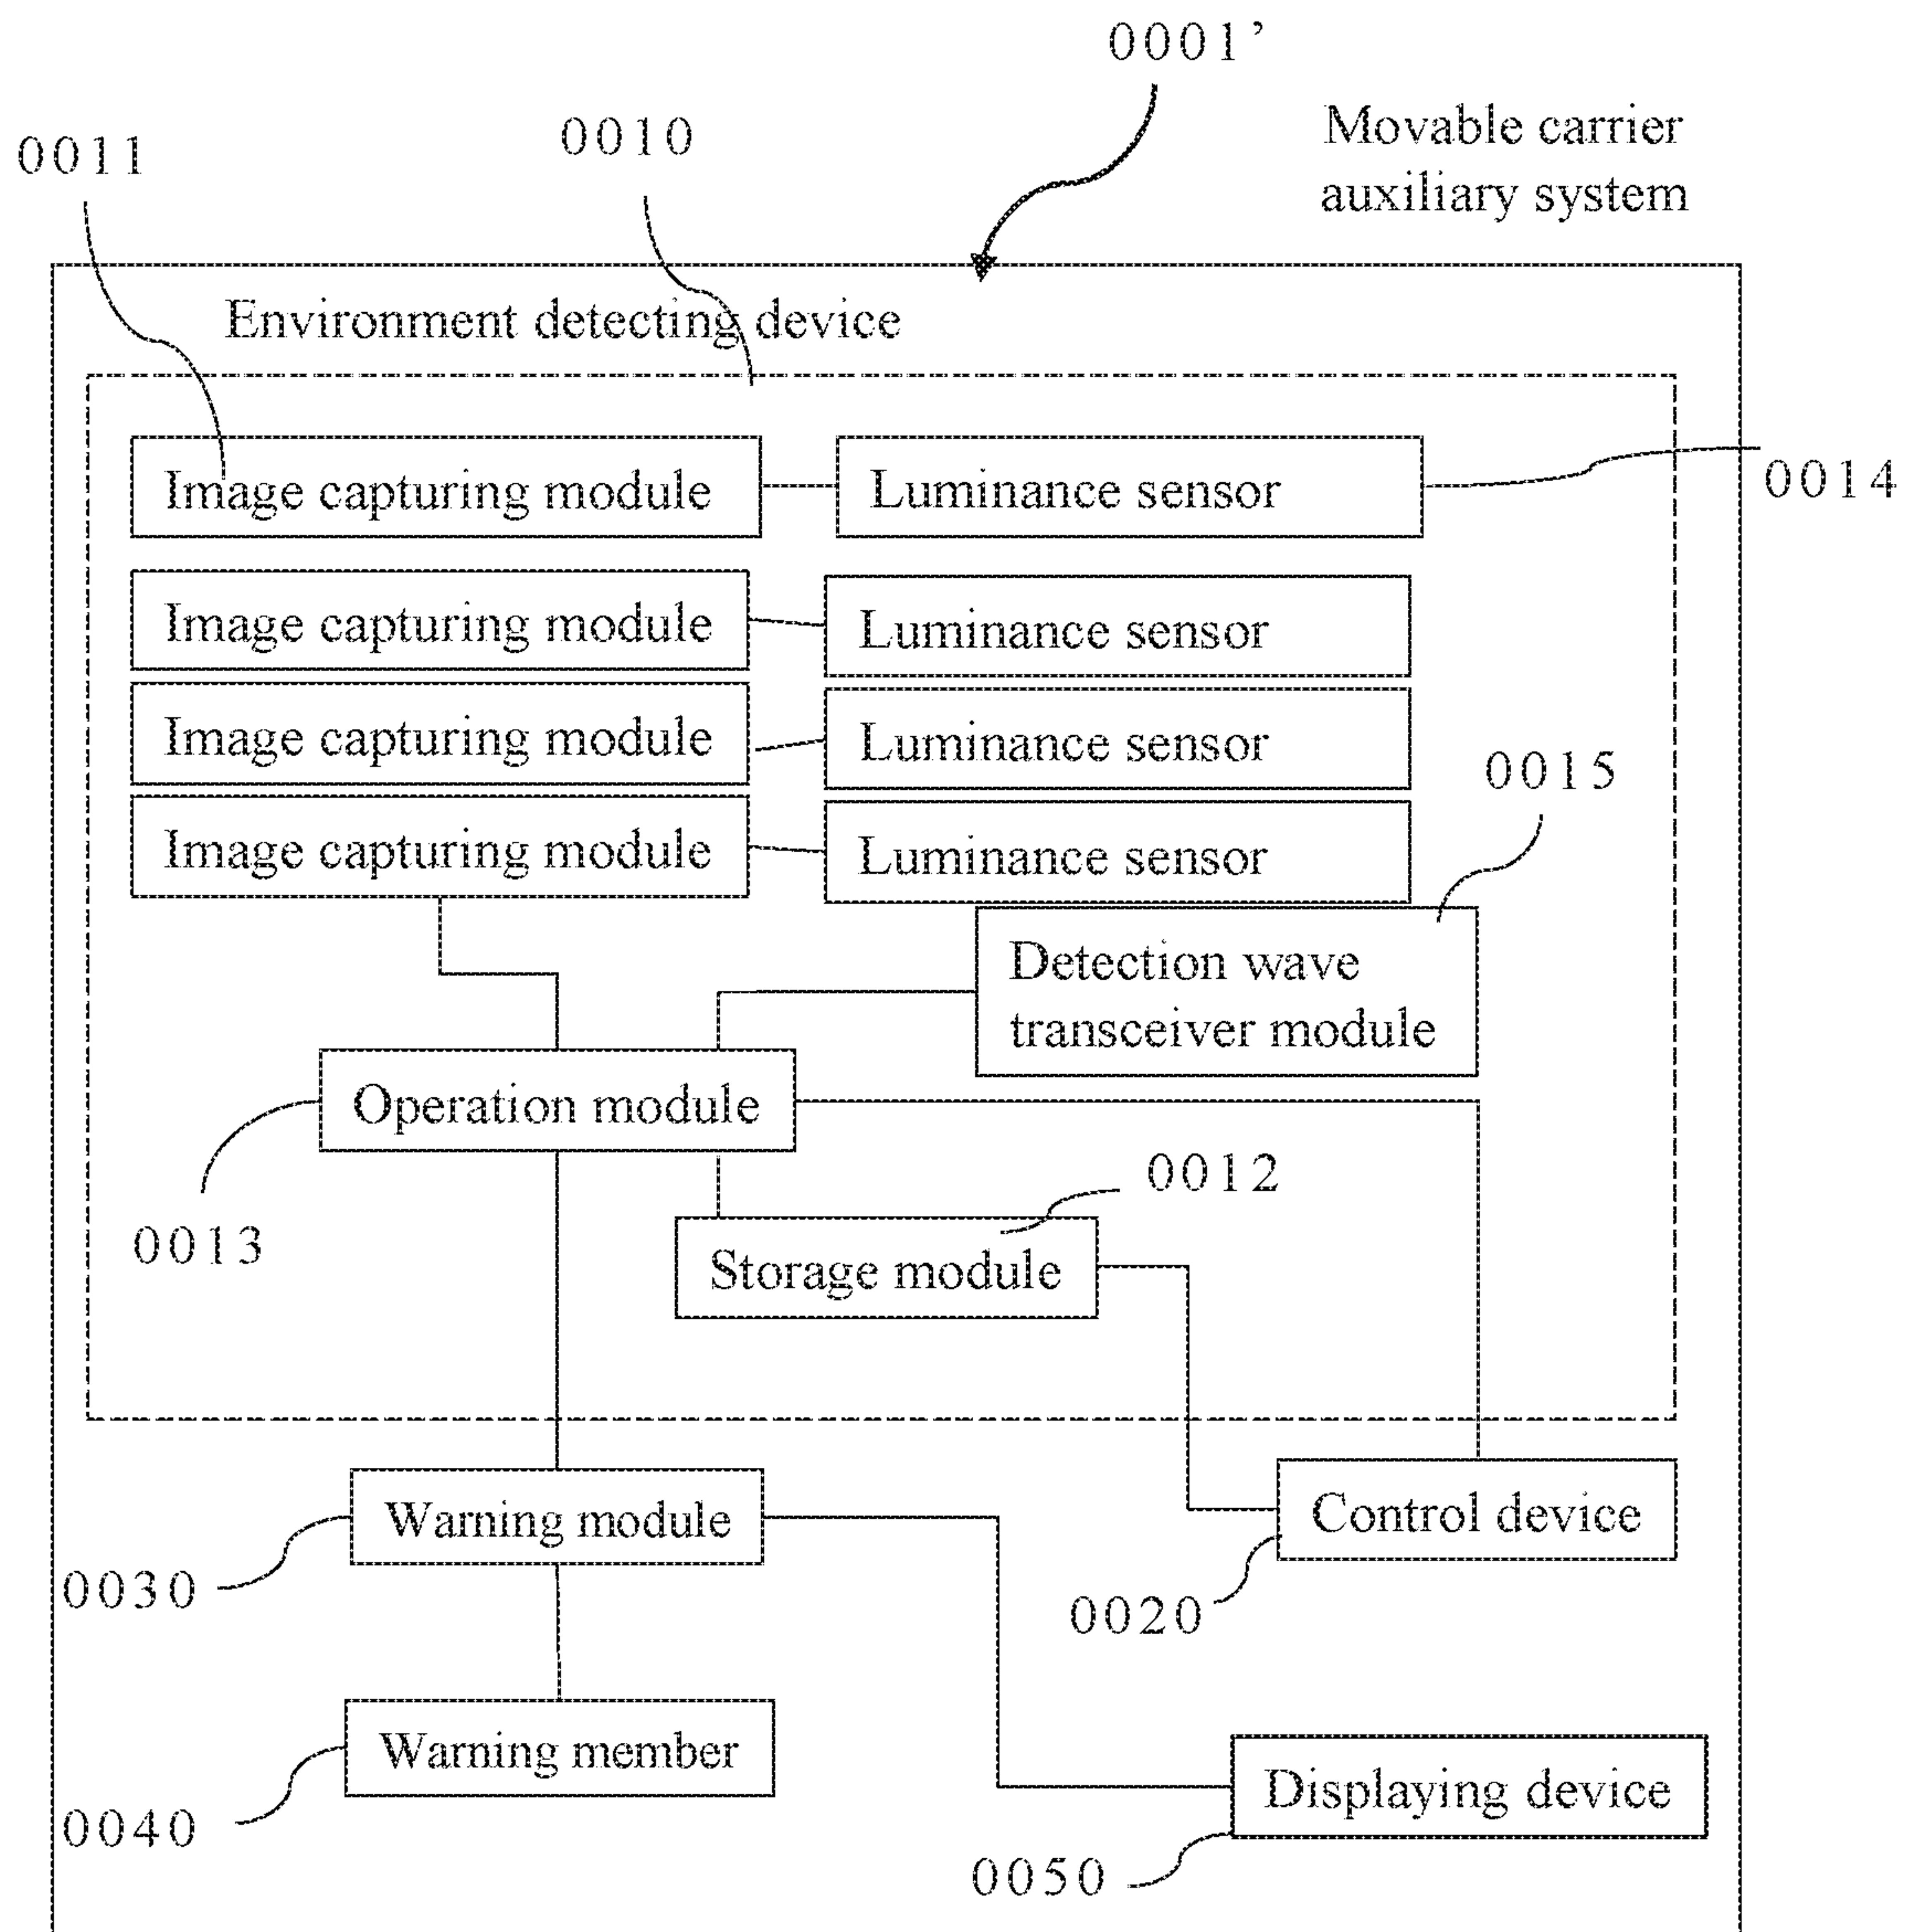 0001’
Movable carrier
auxiliary system
0011
0010
Environment detecting device
Image capturing module
Luminance sensor
0014
Image capturing module
Luminance sensor
Image capturing module
Luminance sensor
0015
Image capturing module
Luminance sensor
Detection wave
transceiver module
Operation module
0012
0013
Storage module
Warning module
Control device
0030
0020
Warning member
Displaying device
0040
0050